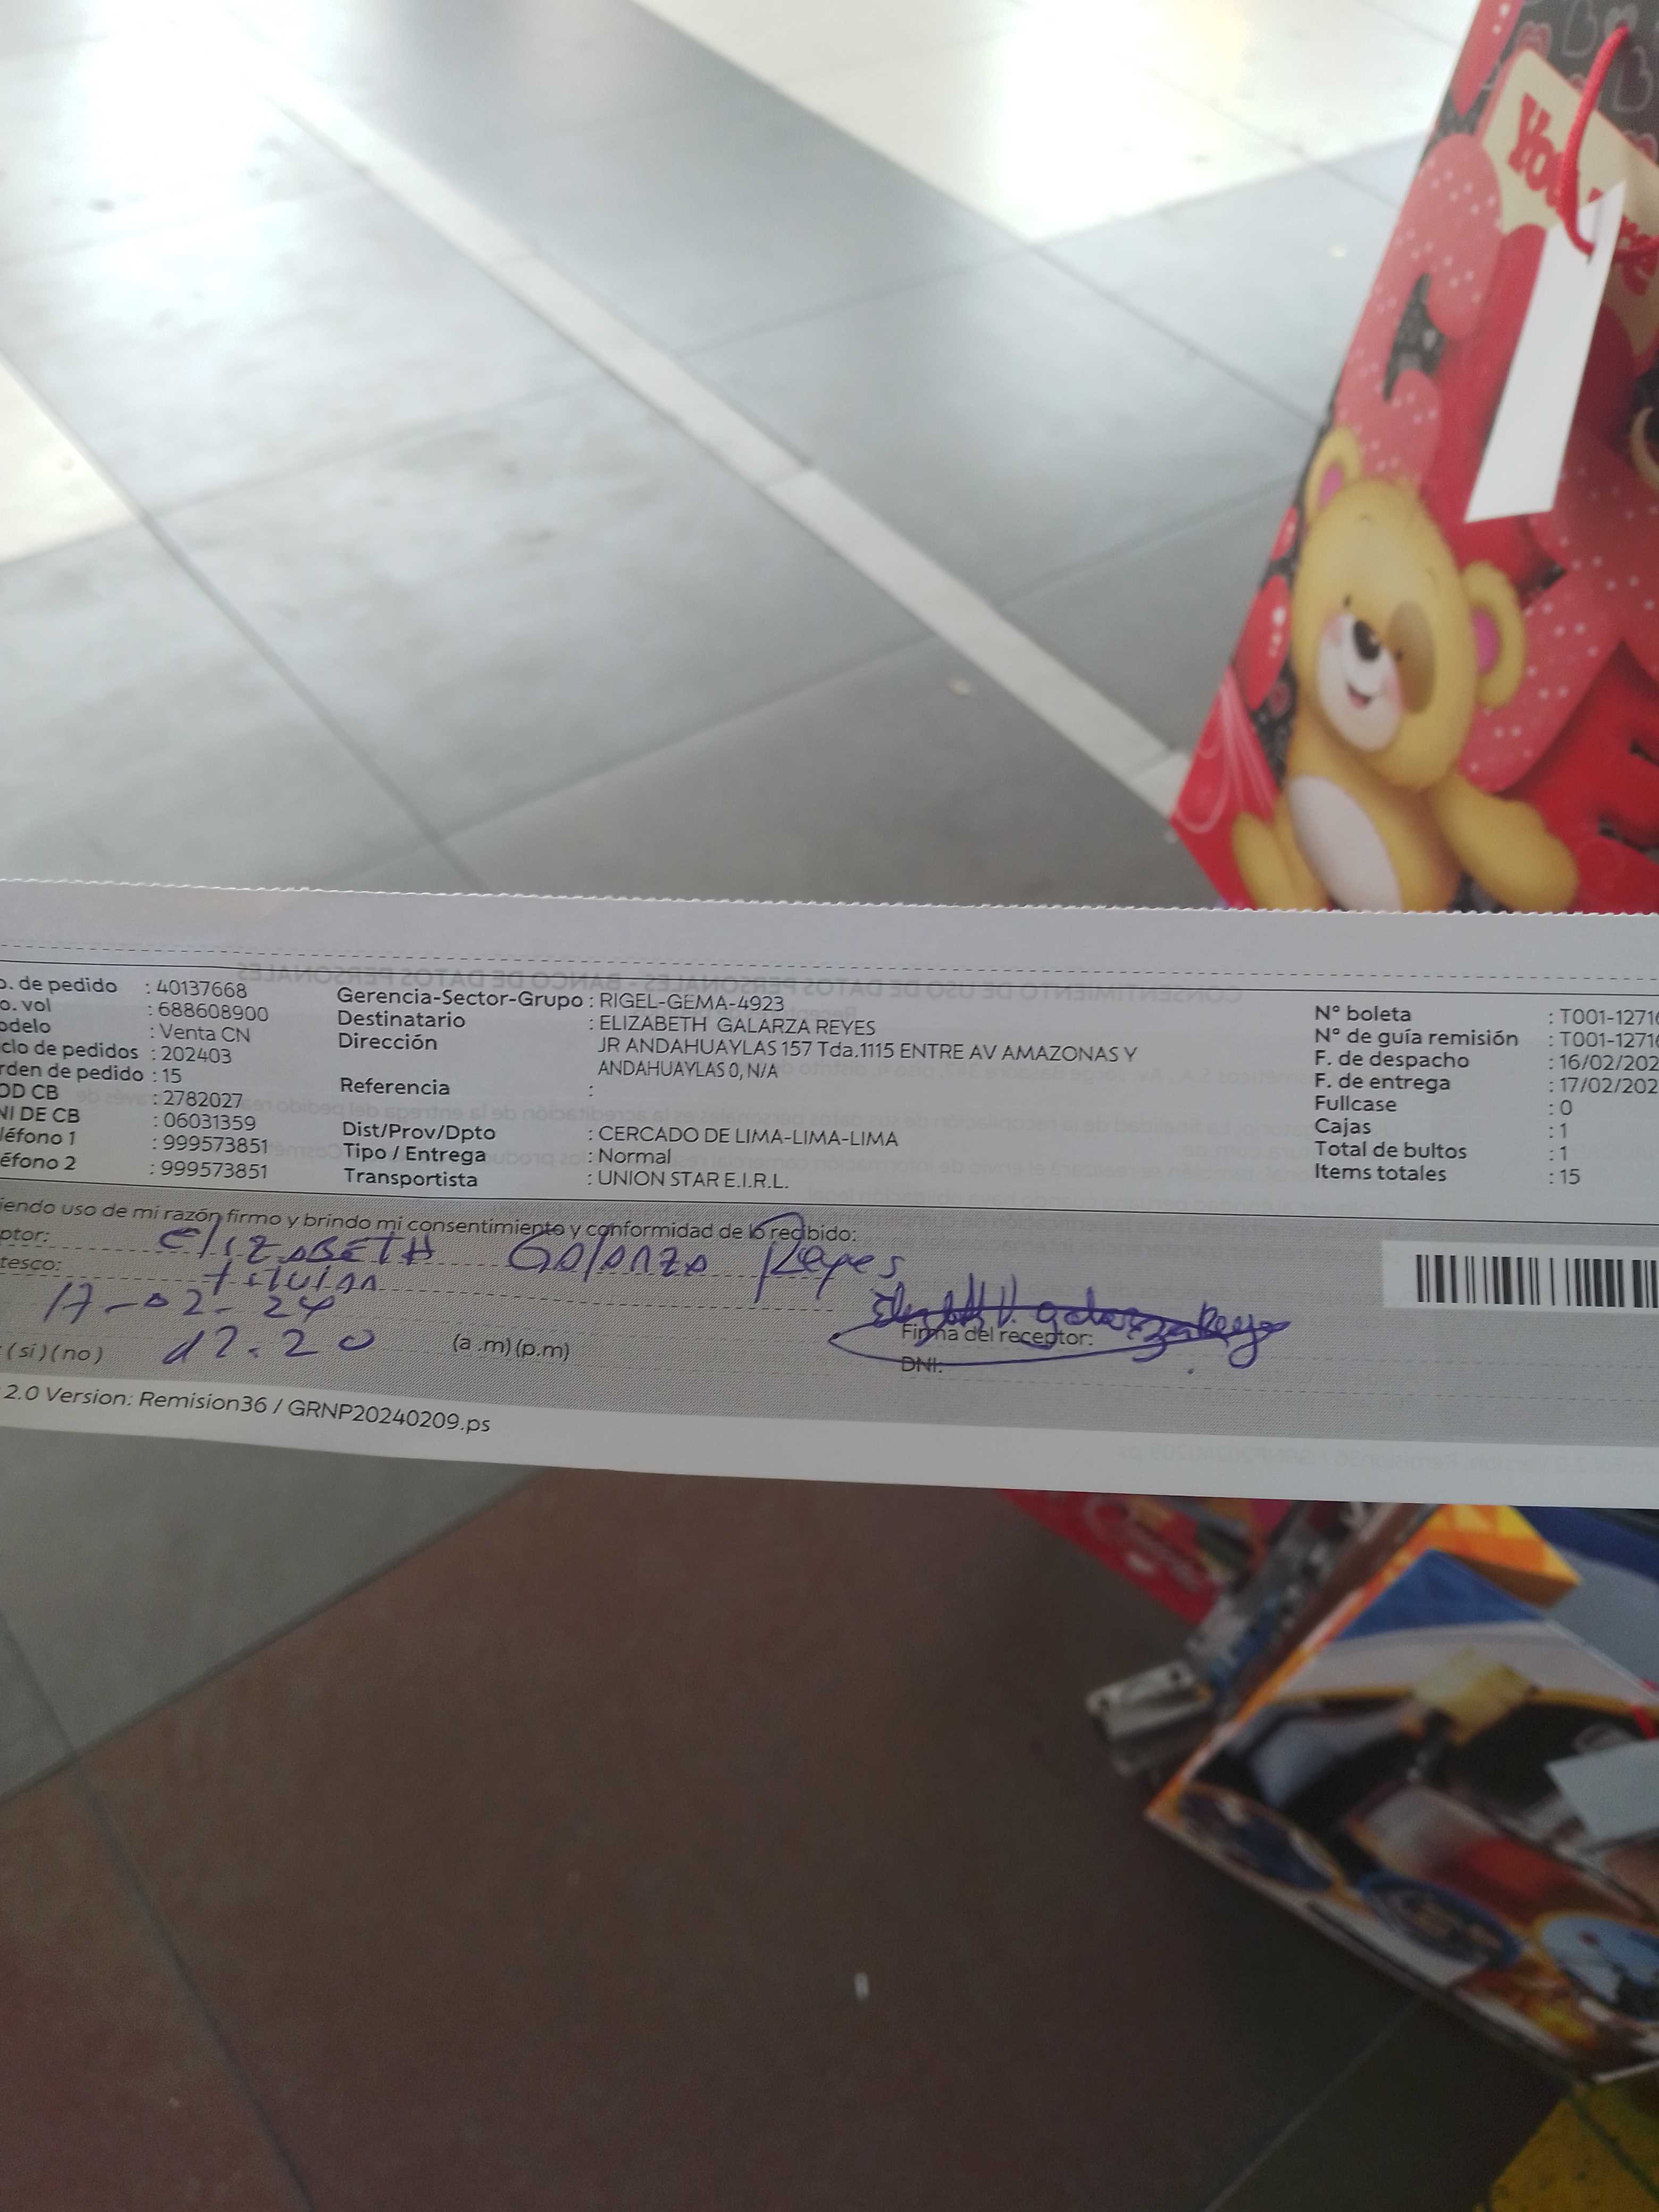 You
o. de pedido : 40137668
o. vol : 688608900
odelo : Venta CN
clo de pedidos : 202403
rden de pedido : 15
OD CB : 2782027
NI DE CB : 06031359
léfono 1 : 999573851
éfono 2 : 999573851
Gerencia-Sector-Grupo : RIGEL-GEMA-4923
Destinatario : ELIZABETH GALARZA REYES
Dirección JR ANDAHUAYLAS 157 Tda.1115 ENTRE AV AMAZONAS Y
ANDAHUAYLAS 0, N/A
Referencia :
Dist/Prov/Dpto : CERCADO DE LIMA-LIMA-LIMA
Tipo / Entrega : Normal
Transportista : UNION STAR E.I.R.L.
N° boleta : T001-12716
N° de guía remisión : T001-12716
F. de despacho : 16/02/202
F. de entrega : 17/02/202
Fullcase : 0
Cajas : 1
Total de bultos : 1
Items totales : 15
iendo uso de mi razón firmo y brindo mi consentimiento y conformidad de lo recibido:
ptor: ElIZABETH Galarza Reyes
tesco: titular
17-02-24
(si)(no) 12.20 (a.m)(p.m)
Firma del receptor:
DNI:
2.0 Version: Remision36 / GRNP20240209.ps